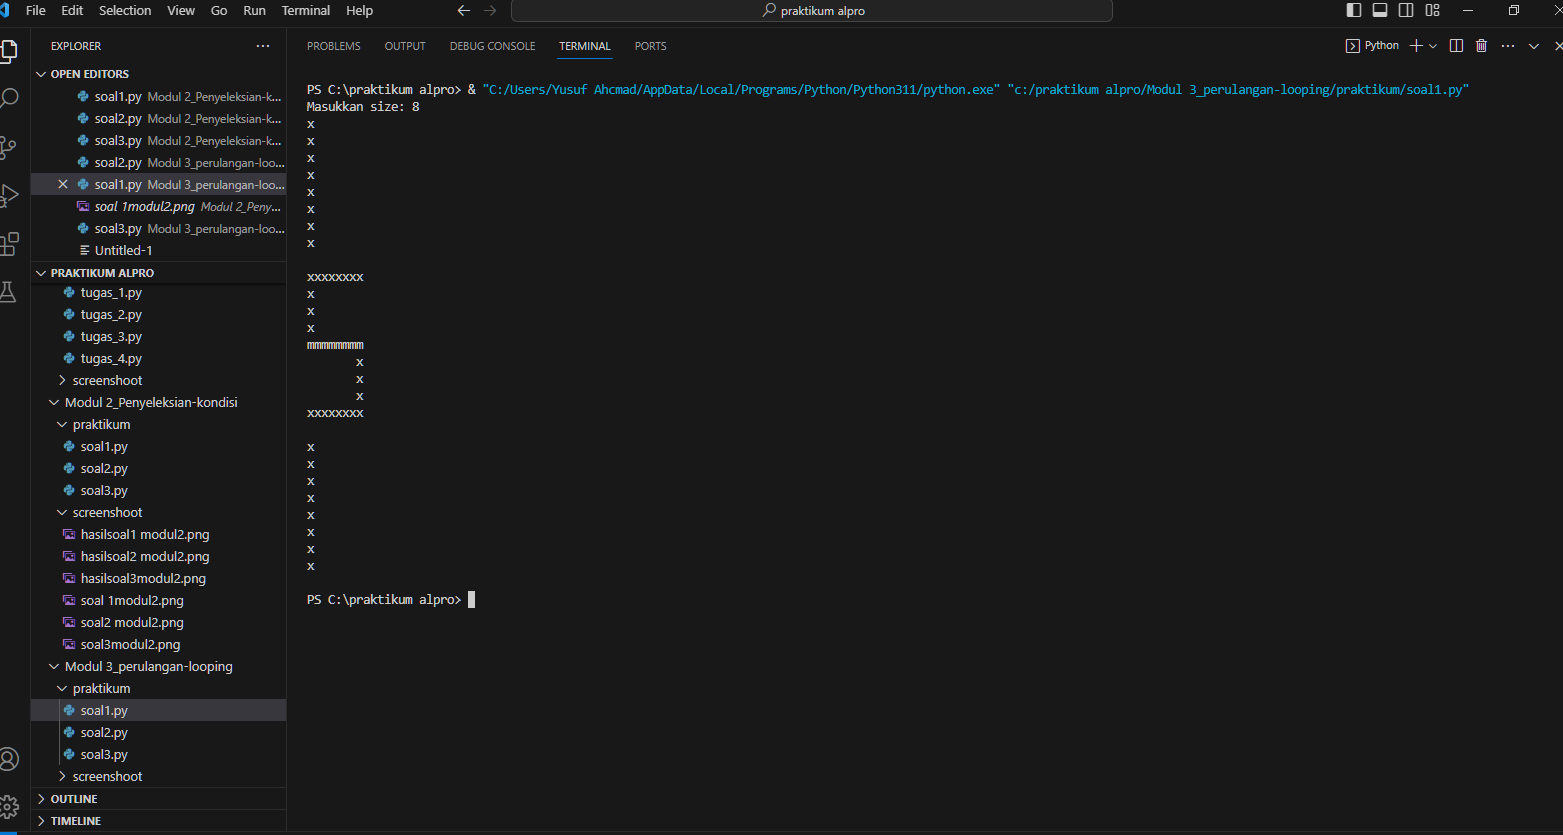 File Edit Selection View Go Run Terminal Help
praktikum alpro
EXPLORER
OPEN EDITORS
soal1.py Modul 2_Penyeleksian-k...
soal2.py Modul 2_Penyeleksian-k...
soal3.py Modul 2_Penyeleksian-k...
soal2.py Modul 3_perulangan-loo...
soal1.py Modul 3_perulangan-loo...
soal 1modul2.png Modul 2_Peny...
soal3.py Modul 3_perulangan-loo...
Untitled-1
PRAKTIKUM ALPRO
tugas_1.py
tugas_2.py
tugas_3.py
tugas_4.py
screenshoot
Modul 2_Penyeleksian-kondisi
praktikum
soal1.py
soal2.py
soal3.py
screenshoot
hasilsoal1 modul2.png
hasilsoal2 modul2.png
hasilsoal3modul2.png
soal 1modul2.png
soal2 modul2.png
soal3modul2.png
Modul 3_perulangan-looping
praktikum
soal1.py
soal2.py
soal3.py
screenshoot
OUTLINE
TIMELINE
PROBLEMS OUTPUT DEBUG CONSOLE TERMINAL PORTS
Python
PS C:\praktikum alpro> & "C:/Users/Yusuf Ahcmad/AppData/Local/Programs/Python/Python311/python.exe" "c:/praktikum alpro/Modul 3_perulangan-looping/praktikum/soal1.py"
Masukkan size: 8
x
x
x
x
x
x
x
x
xxxxxxxx
x
x
x
mmmmmmmm
x
x
x
xxxxxxxx
x
x
x
x
x
x
x
x
PS C:\praktikum alpro>